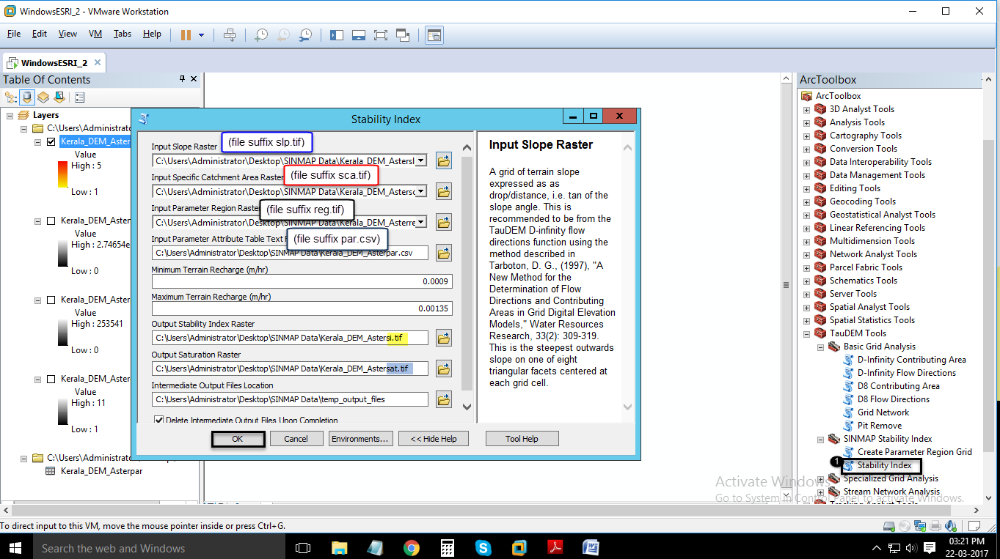 WindowsESRI_2 - VMware Workstation
File Edit View VM Tabs Help
WindowsESRI_2
Table Of Contents
Layers
C:\Users\Administrato
Kerala_DEM_Aster
Value
High : 5
Low : 1
Kerala_DEM_Aster
Value
High : 2.74654e
Low : 0
Kerala_DEM_Aster
Value
High : 253541
Low : 0
Kerala_DEM_Aster
Value
High : 11
Low : 1
C:\Users\Administrato
Kerala_DEM_Asterpar
Stability Index
Input Slope Raster
(file suffix slp.tif)
C:\Users\Administrator\Desktop\SINMAP Data\Kerala_DEM_Astersl
Input Specific Catchment Area Raster
(file suffix sca.tif)
C:\Users\Administrator\Desktop\SINMAP Data\Kerala_DEM_Astersc
Input Parameter Region Raster
(file suffix reg.tif)
C:\Users\Administrator\Desktop\SINMAP Data\Kerala_DEM_Asterre
Input Parameter Attribute Table Text F
(file suffix par.csv)
C:\Users\Administrator\Desktop\SINMAP Data\Kerala_DEM_Asterpar.csv
Minimum Terrain Recharge (m/hr)
0.0009
Maximum Terrain Recharge (m/hr)
0.00135
Output Stability Index Raster
C:\Users\Administrator\Desktop\SINMAP Data\Kerala_DEM_Astersi.tif
Output Saturation Raster
C:\Users\Administrator\Desktop\SINMAP Data\Kerala_DEM_Astersat.tif
Intermediate Output Files Location
C:\Users\Administrator\Desktop\SINMAP Data\temp_output_files
Delete Intermediate Output Files Upon Completion
OK
Cancel
Environments...
<< Hide Help
Tool Help
Input Slope Raster
A grid of terrain slope
expressed as as
drop/distance, i.e. tan of the
slope angle. This is
recommended to be from the
TauDEM D-infinity flow
directions function using the
method described in
Tarboton, D. G., (1997), "A
New Method for the
Determination of Flow
Directions and Contributing
Areas in Grid Digital Elevation
Models," Water Resources
Research, 33(2): 309-319.
This is the steepest outwards
slope on one of eight
triangular facets centered at
each grid cell.
ArcToolbox
ArcToolbox
3D Analyst Tools
Analysis Tools
Cartography Tools
Conversion Tools
Data Interoperability Tools
Data Management Tools
Editing Tools
Geocoding Tools
Geostatistical Analyst Tools
Linear Referencing Tools
Multidimension Tools
Network Analyst Tools
Parcel Fabric Tools
Schematics Tools
Server Tools
Spatial Analyst Tools
Spatial Statistics Tools
TauDEM Tools
Basic Grid Analysis
D-Infinity Contributing Area
D-Infinity Flow Directions
D8 Contributing Area
D8 Flow Directions
Grid Network
Pit Remove
SINMAP Stability Index
Create Parameter Region Grid
1 Stability Index
Specialized Grid Analysis
Stream Network Analysis
Tracking Analyst Tools
Activate Windows
Go to System in Control Panel to activate Windows.
To direct input to this VM, move the mouse pointer inside or press Ctrl+G.
Search the web and Windows
03:21 PM
22-03-2017